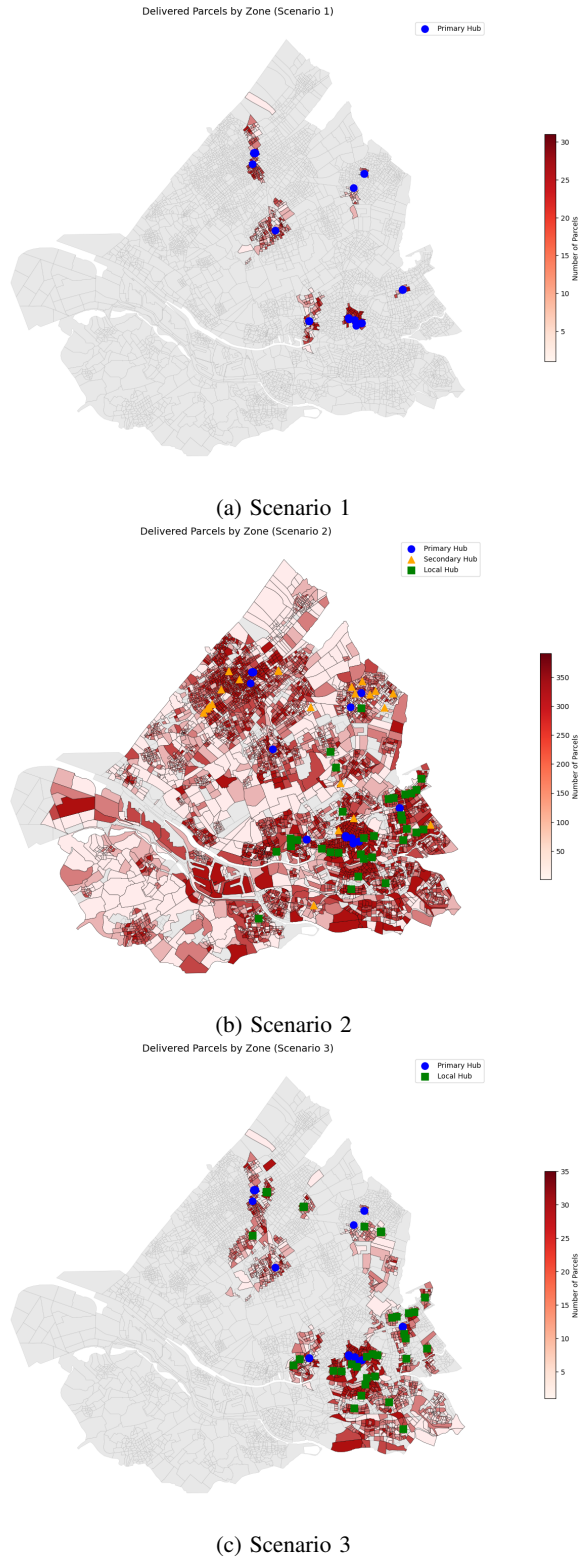 Delivered Parcels by Zone (Scenario 1)
Primary Hub
30
25
20
15
10
5
Number of Parcels
(a) Scenario 1
Delivered Parcels by Zone (Scenario 2)
Primary Hub
Secondary Hub
Local Hub
350
300
250
200
150
100
50
Number of Parcels
(b) Scenario 2
Delivered Parcels by Zone (Scenario 3)
Primary Hub
Local Hub
35
30
25
20
15
10
5
Number of Parcels
(c) Scenario 3